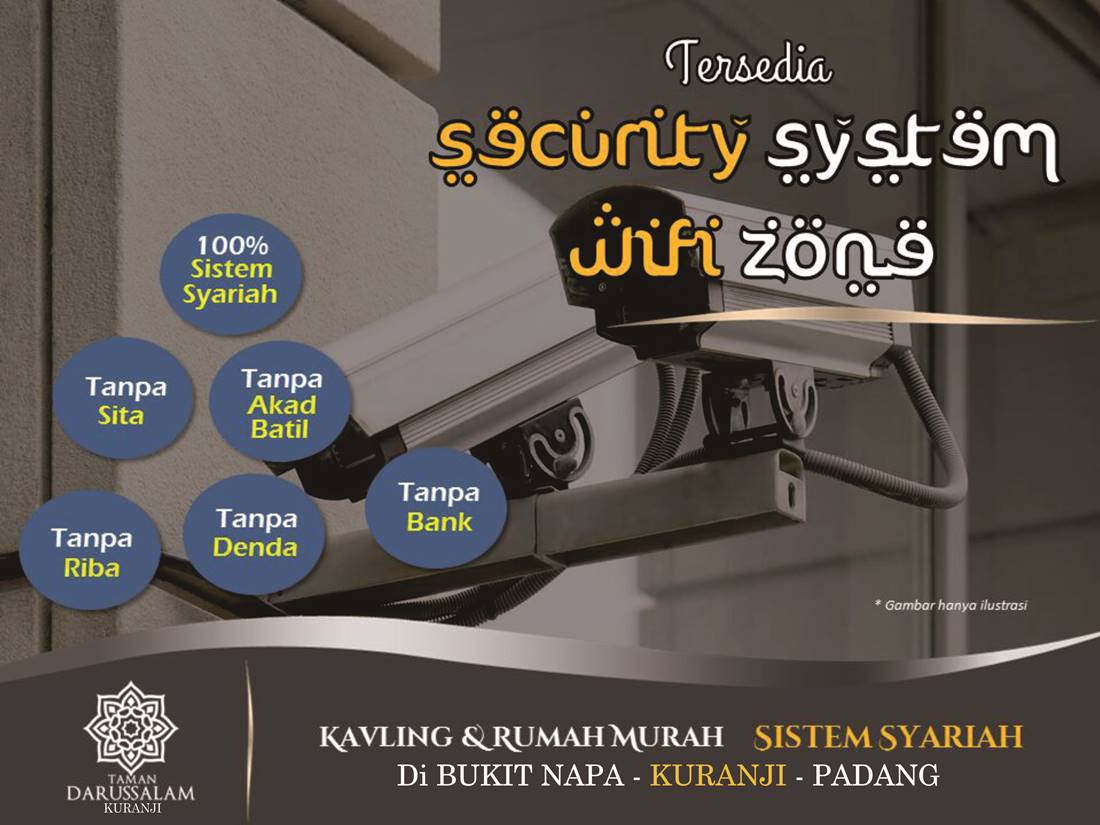 Tersedia
security system
wifi zone
100%
Sistem
Syariah
Tanpa
Sita
Tanpa
Akad
Batil
Tanpa
Bank
Tanpa
Denda
Tanpa
Riba
* Gambar hanya ilustrasi
TAMAN
DARUSSALAM
KURANJI
KAVLING & RUMAH MURAH SISTEM SYARIAH
Di BUKIT NAPA - KURANJI - PADANG